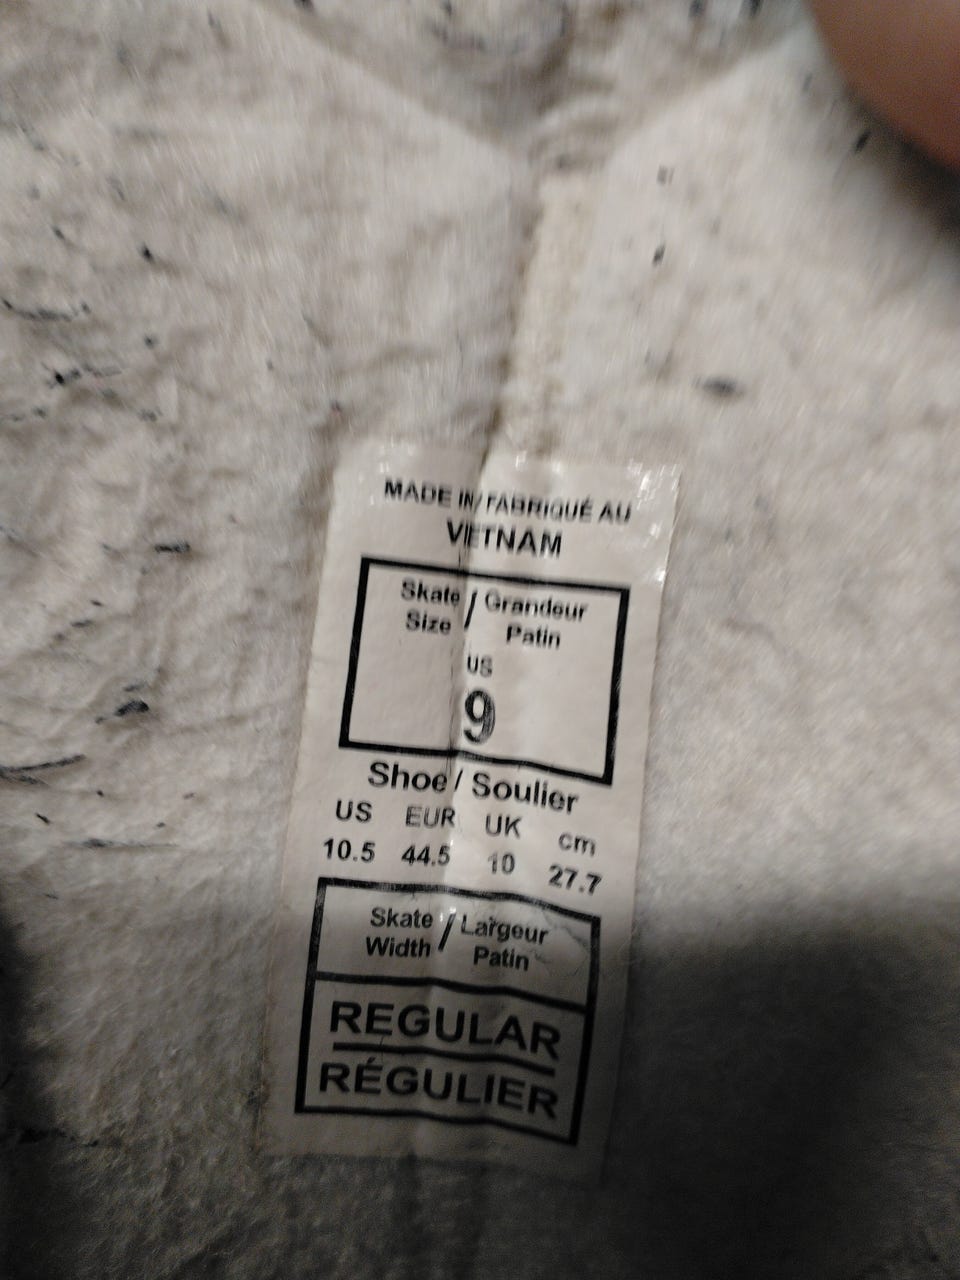 MADE IN/FABRIQUÉ AU
VIETNAM
Skate Size / Grandeur Patin
US
9
Shoe / Soulier
US EUR UK cm
10.5 44.5 10 27.7
Skate Width / Largeur Patin
REGULAR
RÉGULIER